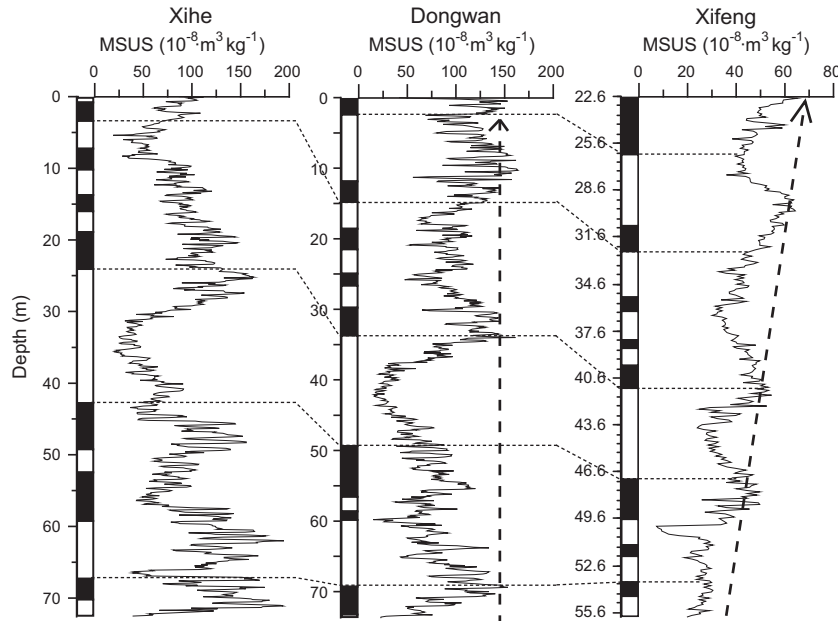 Xihe
MSUS (10⁻⁸·m³ kg⁻¹)
0 50 100 150 200
Dongwan
MSUS (10⁻⁸·m³ kg⁻¹)
0 50 100 150 200
Xifeng
MSUS (10⁻⁸·m³ kg⁻¹)
0 20 40 60 80
Depth (m)
0
10
20
30
40
50
60
70
0
10
20
30
40
50
60
70
22.6
25.6
28.6
31.6
34.6
37.6
40.6
43.6
46.6
49.6
52.6
55.6